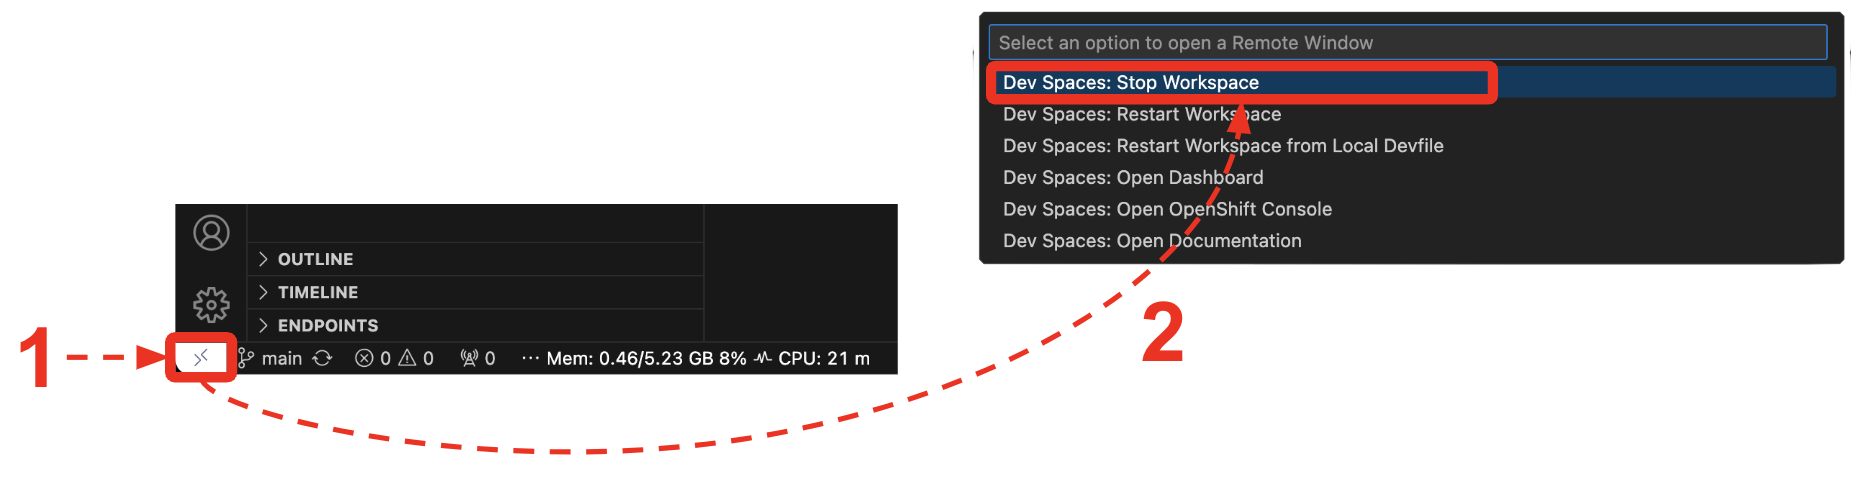 Select an option to open a Remote Window
Dev Spaces: Stop Workspace
Dev Spaces: Restart Workspace
Dev Spaces: Restart Workspace from Local Devfile
Dev Spaces: Open Dashboard
Dev Spaces: Open OpenShift Console
Dev Spaces: Open Documentation
OUTLINE
TIMELINE
ENDPOINTS
1
main 0 0 0 ··· Mem: 0.46/5.23 GB 8% CPU: 21 m
2